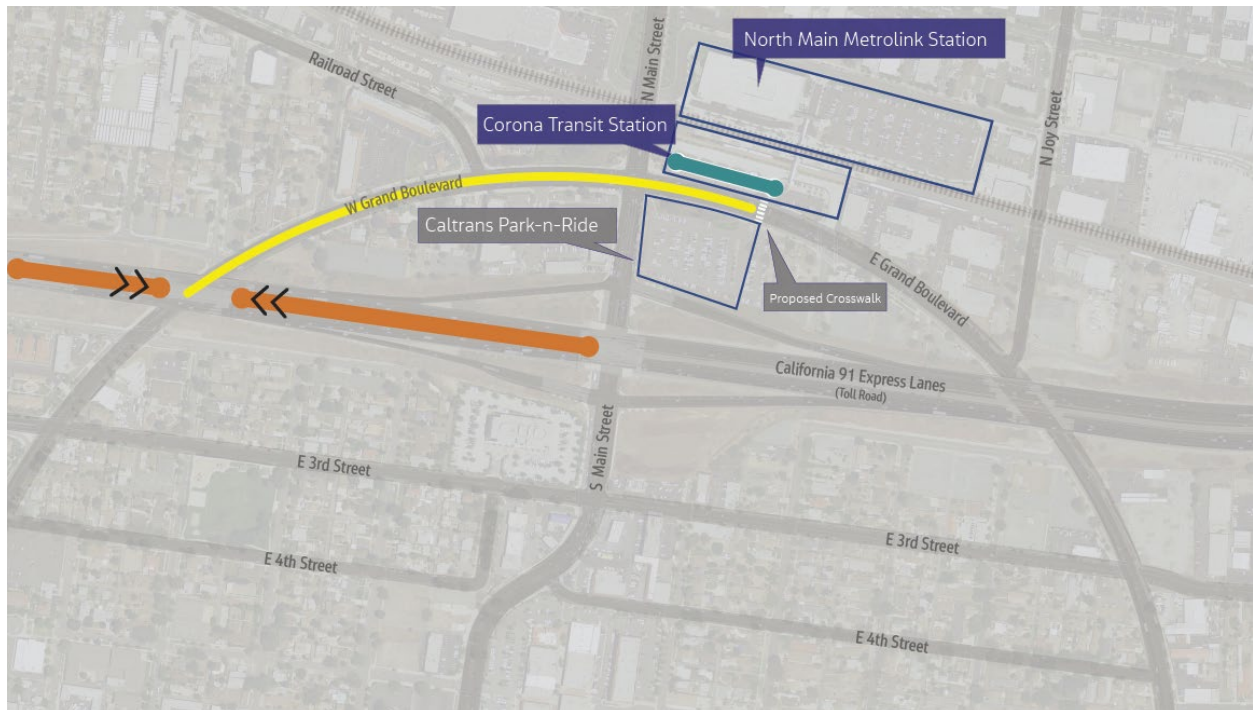 North Main Metrolink Station
Railroad Street
N Main Street
Corona Transit Station
N Joy Street
W Grand Boulevard
Caltrans Park-n-Ride
E Grand Boulevard
Proposed Crosswalk
California 91 Express Lanes
(Toll Road)
S Main Street
E 3rd Street
E 3rd Street
E 4th Street
E 4th Street